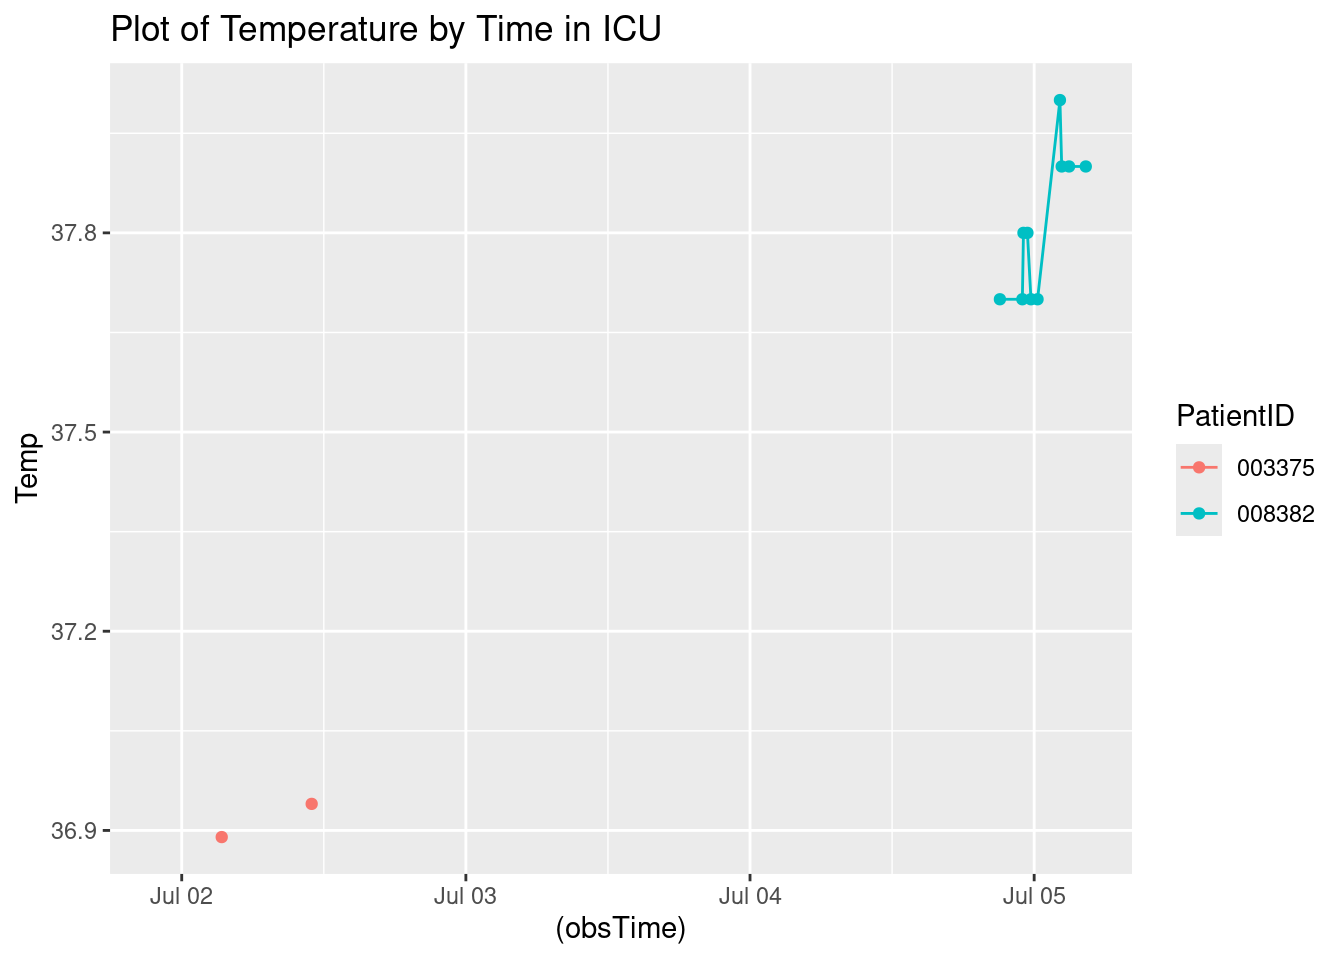 Plot of Temperature by Time in ICU
37.8
37.5
37.2
36.9
Temp
Jul 02
Jul 03
Jul 04
Jul 05
(obsTime)
PatientID
003375
008382